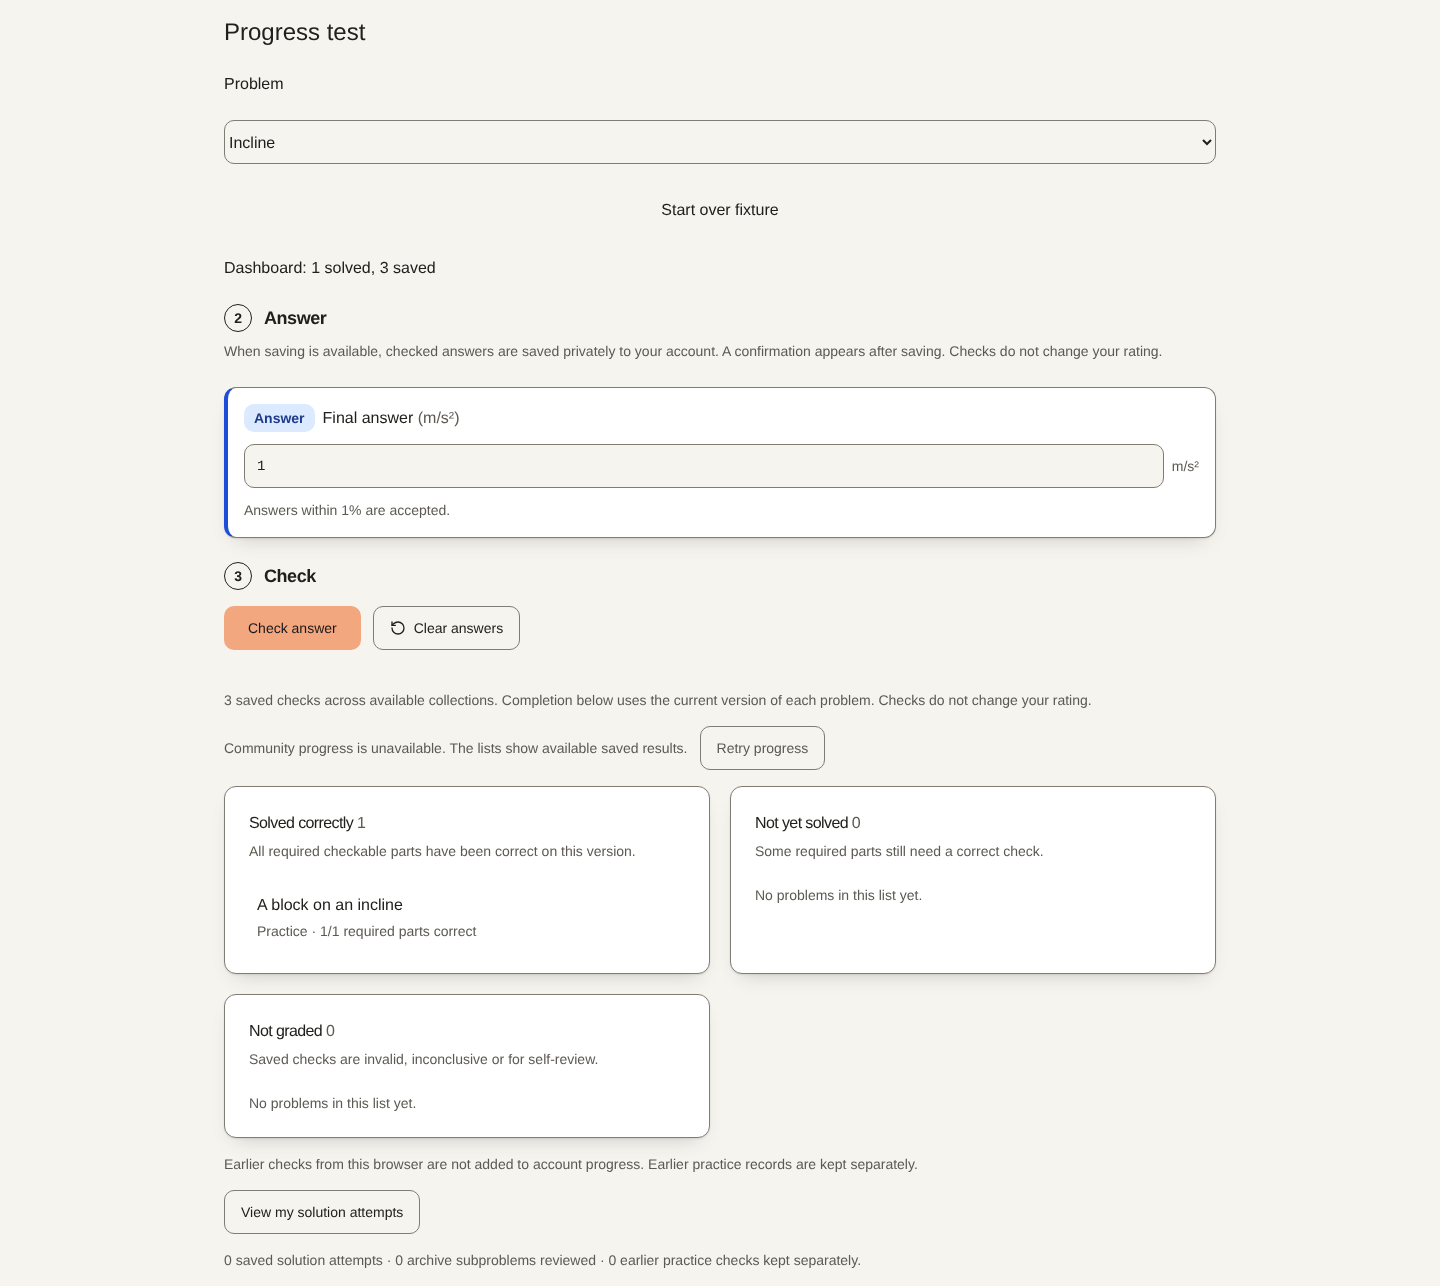 Progress test
Problem
Incline
Start over fixture
Dashboard: 1 solved, 3 saved
2 Answer
When saving is available, checked answers are saved privately to your account. A confirmation appears after saving. Checks do not change your rating.
Answer Final answer (m/s²)
1 m/s²
Answers within 1% are accepted.
3 Check
Check answer Clear answers
3 saved checks across available collections. Completion below uses the current version of each problem. Checks do not change your rating.
Community progress is unavailable. The lists show available saved results. Retry progress
Solved correctly 1
All required checkable parts have been correct on this version.
A block on an incline
Practice · 1/1 required parts correct
Not yet solved 0
Some required parts still need a correct check.
No problems in this list yet.
Not graded 0
Saved checks are invalid, inconclusive or for self-review.
No problems in this list yet.
Earlier checks from this browser are not added to account progress. Earlier practice records are kept separately.
View my solution attempts
0 saved solution attempts · 0 archive subproblems reviewed · 0 earlier practice checks kept separately.